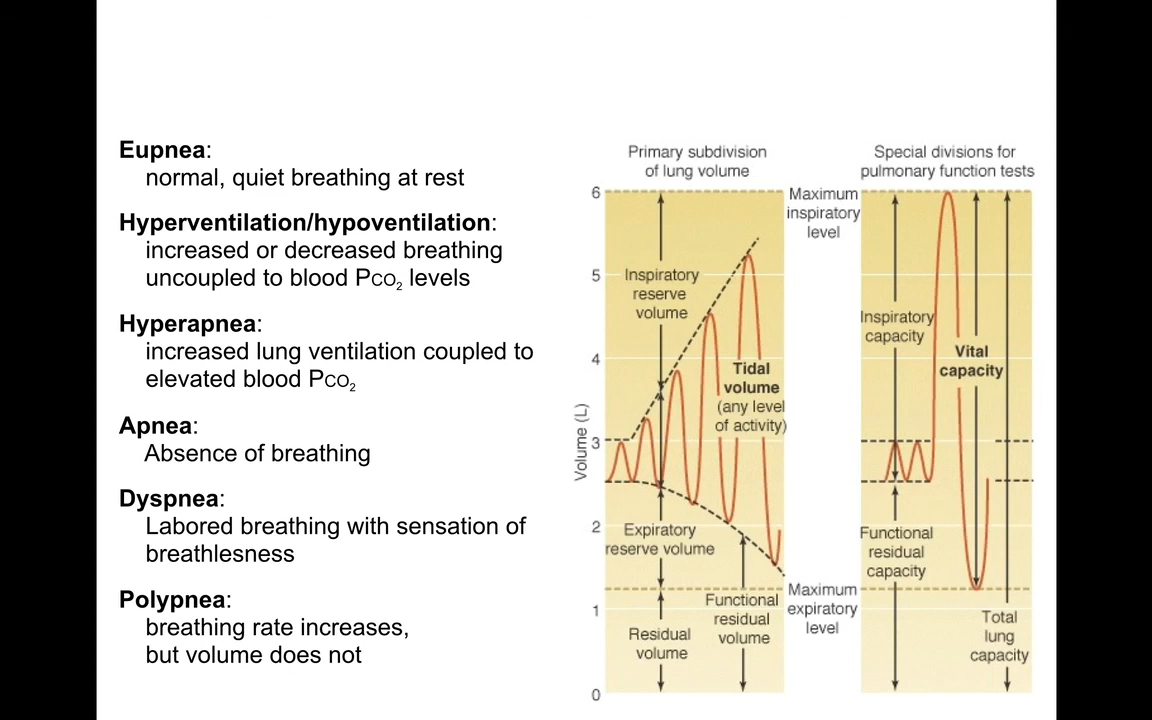 Eupnea:
normal, quiet breathing at rest
Hyperventilation/hypoventilation:
increased or decreased breathing
uncoupled to blood PCO2 levels
Hyperapnea:
increased lung ventilation coupled to
elevated blood PCO2
Apnea:
Absence of breathing
Dyspnea:
Labored breathing with sensation of
breathlesness
Polypnea:
breathing rate increases,
but volume does not
Primary subdivision
of lung volume
Volume (L)
6
5
4
3
2
1
0
Inspiratory
reserve
volume
Tidal
volume
(any level
of activity)
Expiratory
reserve volume
Residual
volume
Functional
residual
volume
Maximum
inspiratory
level
Maximum
expiratory
level
Special divisions for
pulmonary function tests
Inspiratory
capacity
Vital
capacity
Functional
residual
capacity
Total
lung
capacity